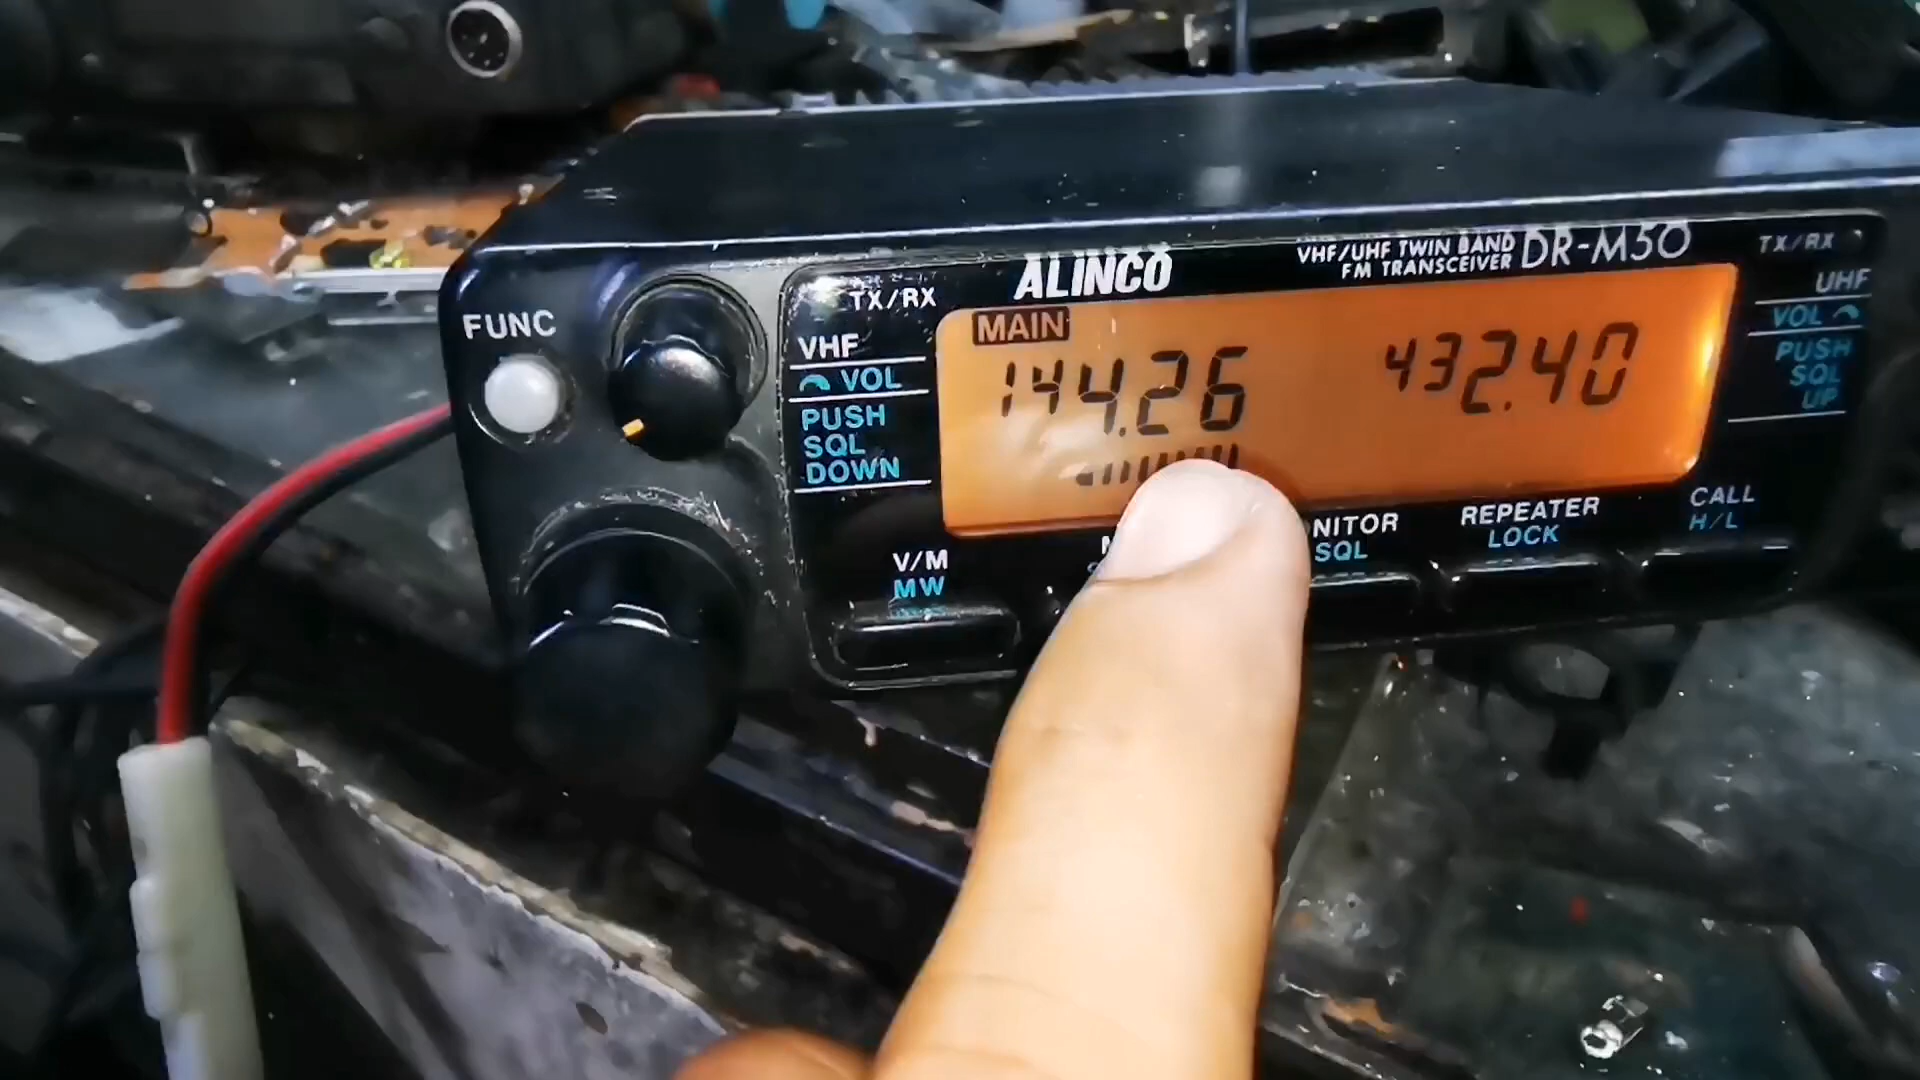 FUNC
TX/RX
ALINCO
VHF/UHF TWIN BAND
FM TRANSCEIVER
DR-M50
TX/RX
VHF
VOL
PUSH
SQL
DOWN
MAIN
144.26
432.40
UHF
VOL
PUSH
SQL
UP
V/M
MW
NITOR
SQL
REPEATER
LOCK
CALL
H/L